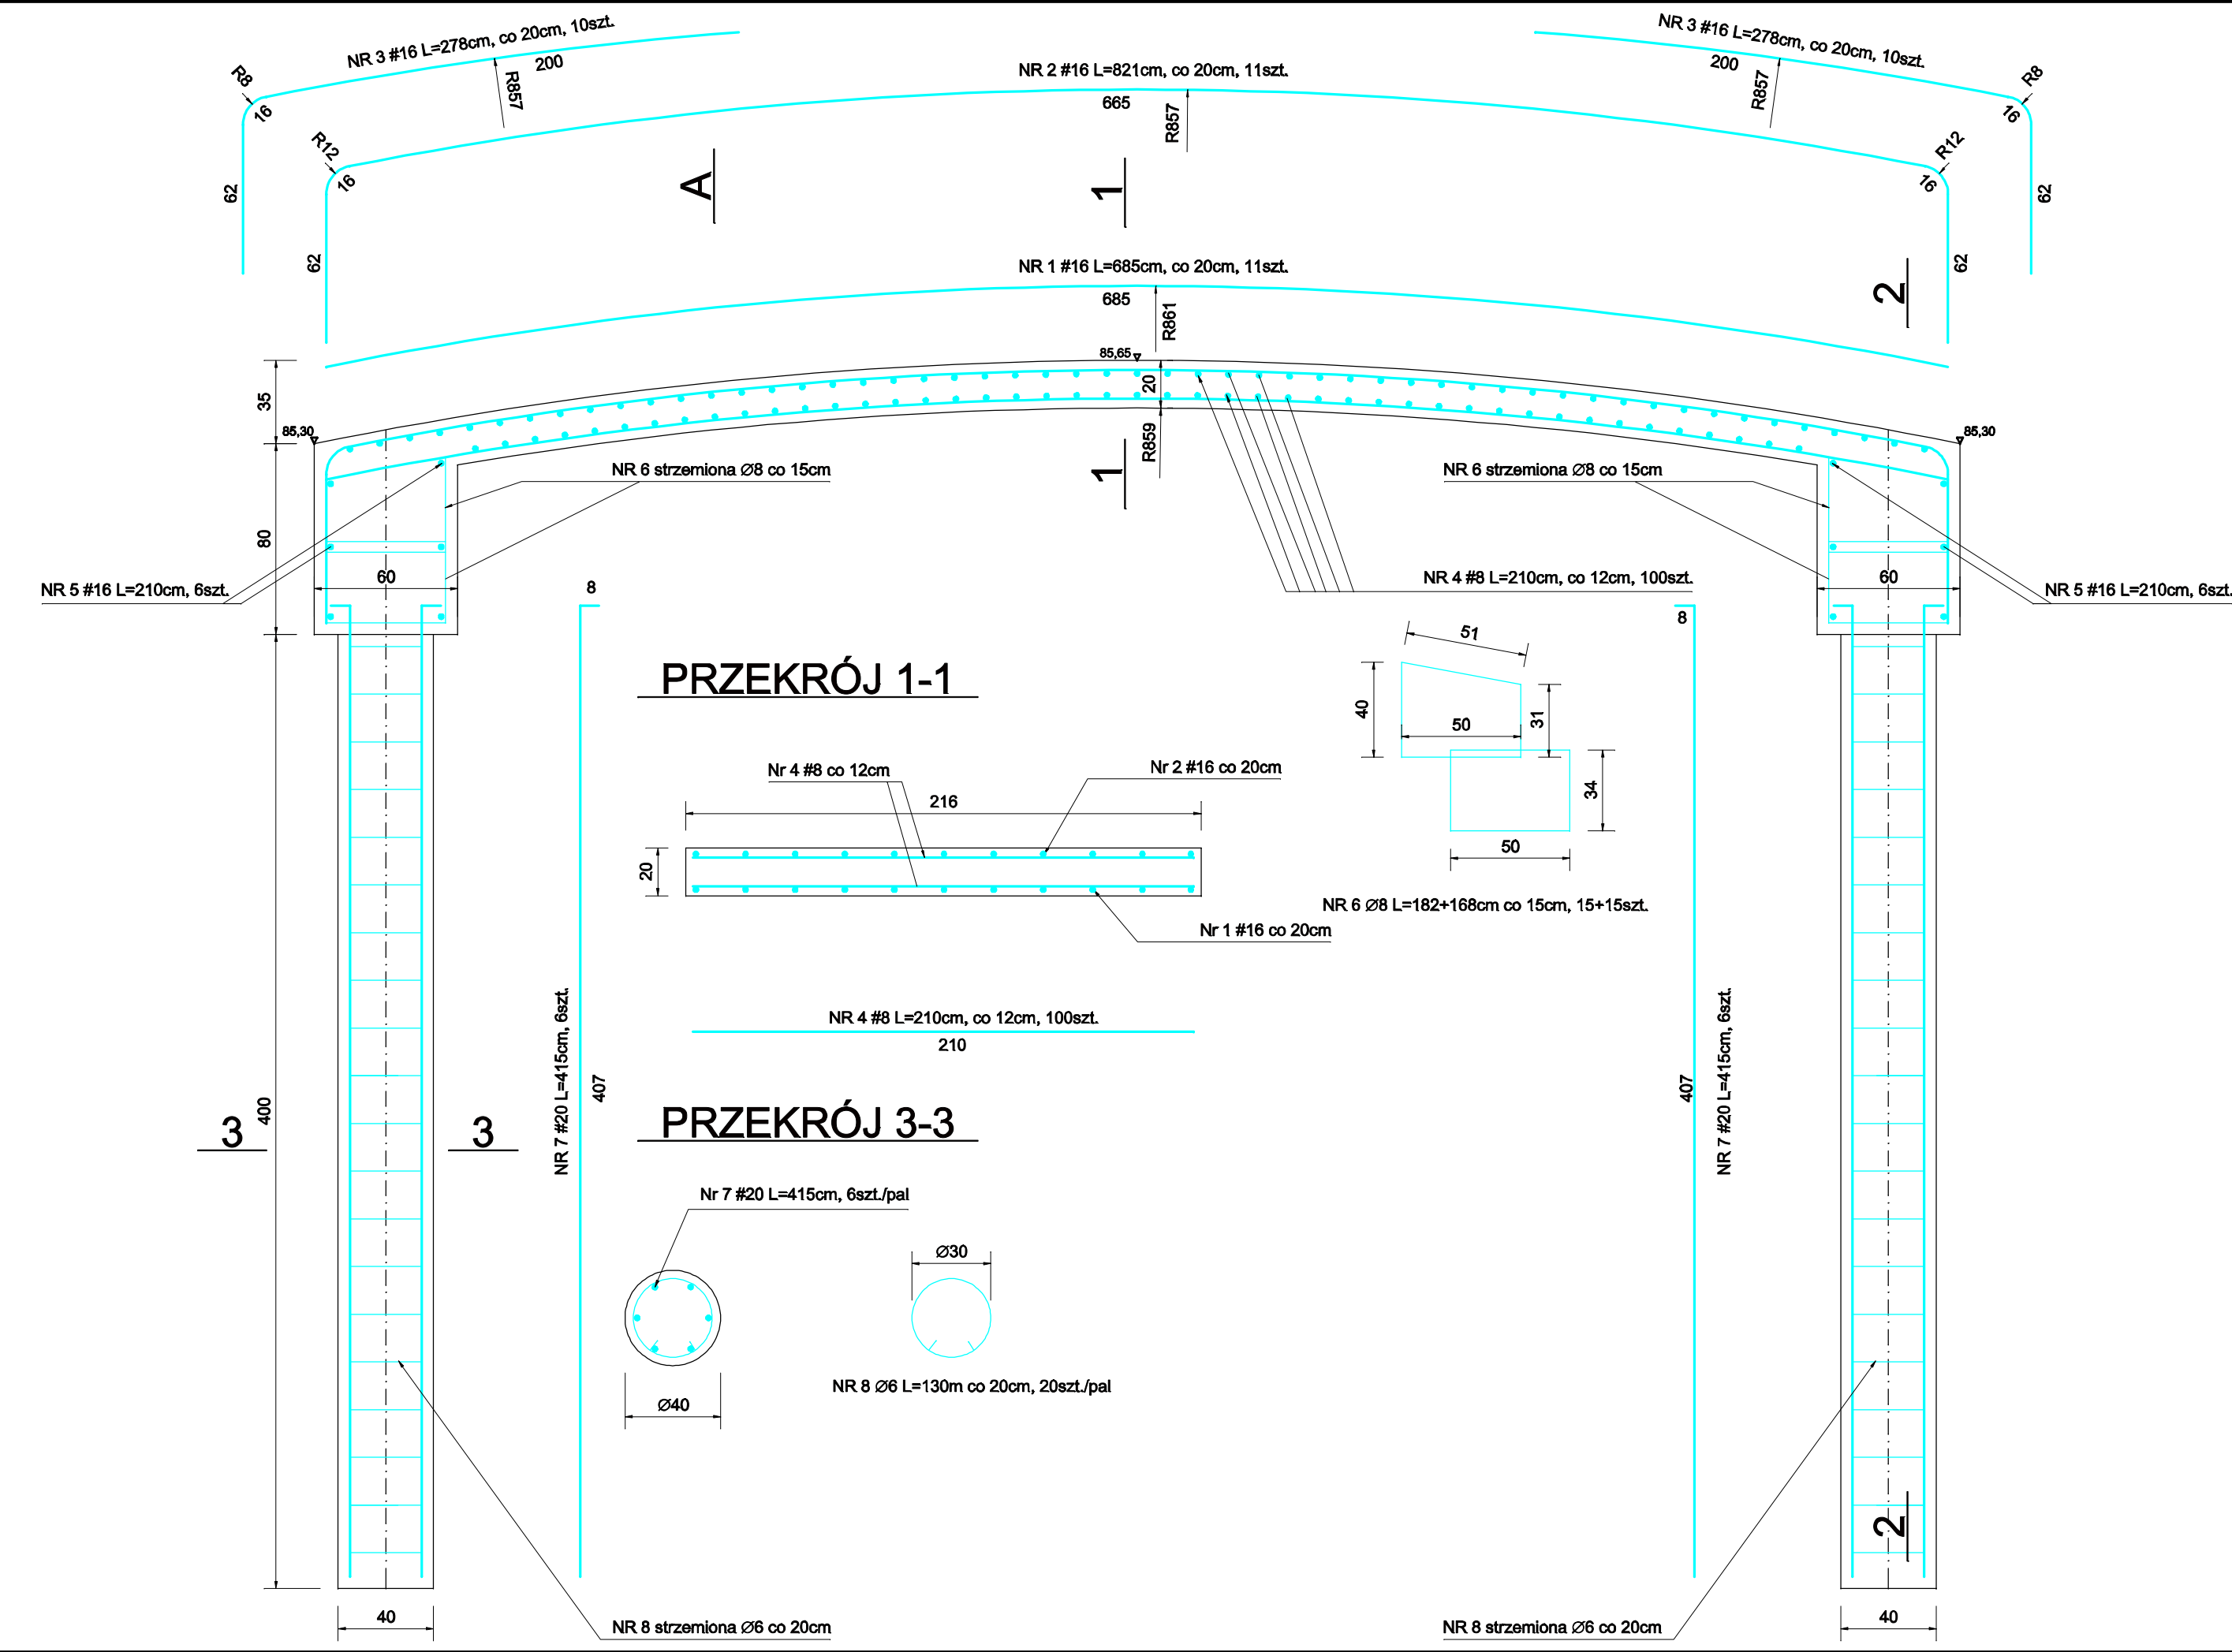 NR 3 #16 L=278cm, co 20cm, 10szt.
200
R857
R8
16
62
NR 2 #16 L=821cm, co 20cm, 11szt.
665
R857
NR 3 #16 L=278cm, co 20cm, 10szt.
200
R857
R8
16
62
R12
16
62
R12
16
62
A
1
NR 1 #16 L=685cm, co 20cm, 11szt.
685
R861
2
85,65
20
R859
1
35
85,30
80
85,30
NR 6 strzemiona Ø8 co 15cm
NR 6 strzemiona Ø8 co 15cm
NR 5 #16 L=210cm, 6szt.
60
8
NR 4 #8 L=210cm, co 12cm, 100szt.
60
NR 5 #16 L=210cm, 6szt.
8
PRZEKRÓJ 1-1
51
40
50
31
34
50
Nr 4 #8 co 12cm
Nr 2 #16 co 20cm
216
20
Nr 1 #16 co 20cm
NR 6 Ø8 L=182+168cm co 15cm, 15+15szt.
NR 4 #8 L=210cm, co 12cm, 100szt.
210
NR 7 #20 L=415cm, 6szt.
407
407
NR 7 #20 L=415cm, 6szt.
400
3
3
PRZEKRÓJ 3-3
Nr 7 #20 L=415cm, 6szt./pal
Ø30
Ø40
NR 8 Ø6 L=130m co 20cm, 20szt./pal
2
40
NR 8 strzemiona Ø6 co 20cm
NR 8 strzemiona Ø6 co 20cm
40